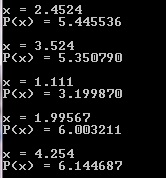 x = 2.4524
P(x) = 5.445536
x = 3.524
P(x) = 5.350790
x = 1.111
P(x) = 3.199870
x = 1.99567
P(x) = 6.003211
x = 4.254
P(x) = 6.144687